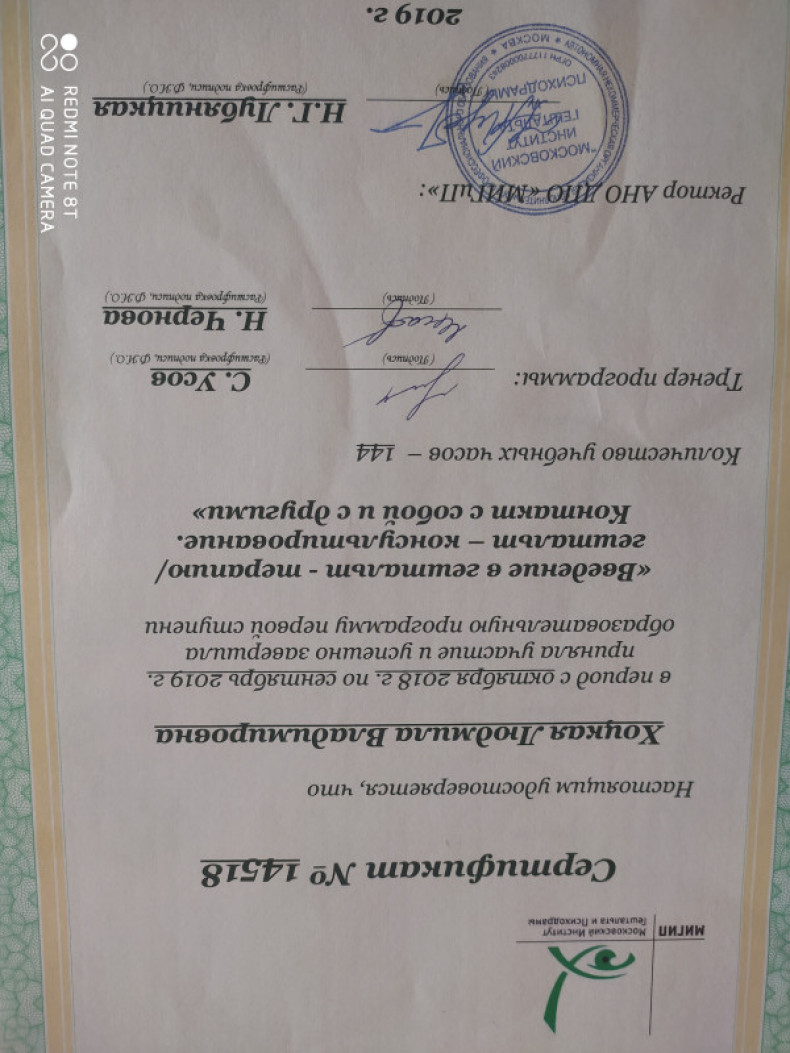 МИГИП
Московский Институт
Гештальта и Психодрамы
Сертификат № 14518
Настоящим удостоверяется, что
Хоцкая Людмила Владимировна
в период с октября 2018 г. по сентябрь 2019 г.
приняла участие и успешно завершила
образовательную программу первой ступени
«Введение в гештальт - терапию/
гештальт – консультирование.
Контакт с собой и с другими»
Количество учебных часов – 144
Тренер программы:
С. Усов
(Подпись)
(Расшифровка подписи, Ф.И.О.)
Н. Чернова
(Подпись)
(Расшифровка подписи, Ф.И.О.)
Ректор АНО ДПО «МИГиП»:
Н.Г. Лубяницкая
(Подпись)
(Расшифровка подписи, Ф.И.О.)
"МОСКОВСКИЙ
ИНСТИТУТ
ГЕШТАЛЬТА
ПСИХОДРАМЫ
* МОСКВА *
2019 г.
REDMI NOTE 8T
AI QUAD CAMERA